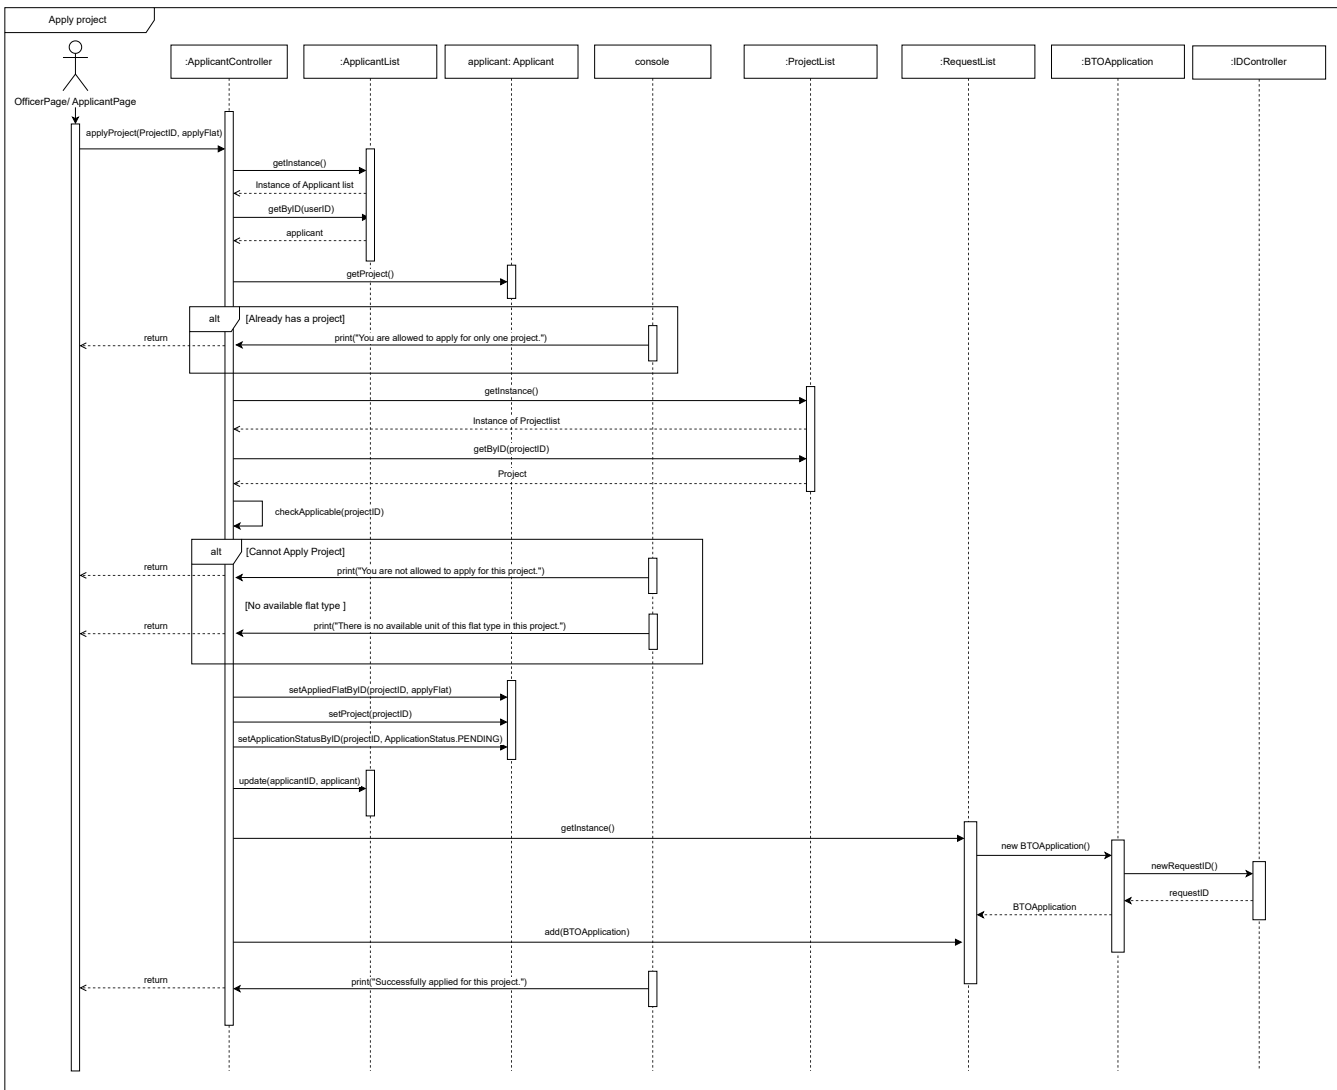 Apply project
:ApplicantController
:ApplicantList
applicant: Applicant
console
:ProjectList
:RequestList
:BTOApplication
:IDController
OfficerPage/ ApplicantPage
applyProject(ProjectID, applyFlat)
getInstance()
Instance of Applicant list
getByID(userID)
applicant
getProject()
alt
[Already has a project]
return
print("You are allowed to apply for only one project.")
getInstance()
Instance of Projectlist
getByID(projectID)
Project
checkApplicable(projectID)
alt
[Cannot Apply Project]
return
print("You are not allowed to apply for this project.")
[No available flat type ]
return
print("There is no available unit of this flat type in this project.")
setAppliedFlatByID(projectID, applyFlat)
setProject(projectID)
setApplicationStatusByID(projectID, ApplicationStatus.PENDING)
update(applicantID, applicant)
getInstance()
new BTOApplication()
newRequestID()
requestID
BTOApplication
add(BTOApplication)
return
print("Successfully applied for this project.")